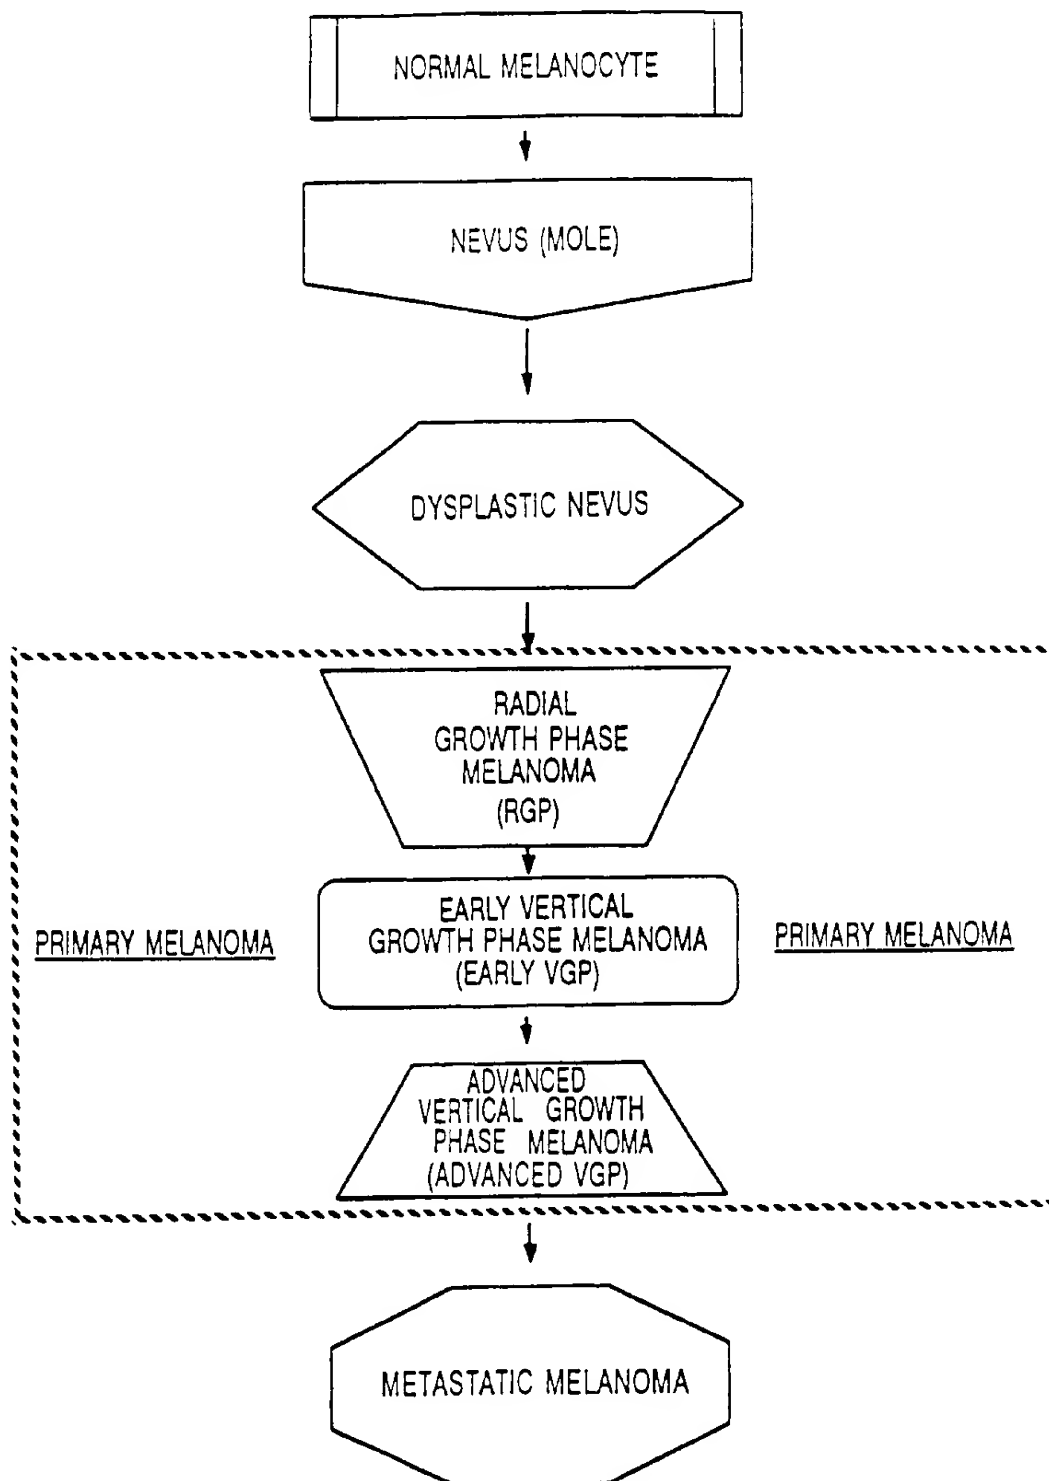 NORMAL MELANOCYTE
NEVUS (MOLE)
DYSPLASTIC NEVUS
RADIAL
GROWTH PHASE
MELANOMA
(RGP)
EARLY VERTICAL
GROWTH PHASE MELANOMA
(EARLY VGP)
PRIMARY MELANOMA
PRIMARY MELANOMA
ADVANCED
VERTICAL GROWTH
PHASE MELANOMA
(ADVANCED VGP)
METASTATIC MELANOMA